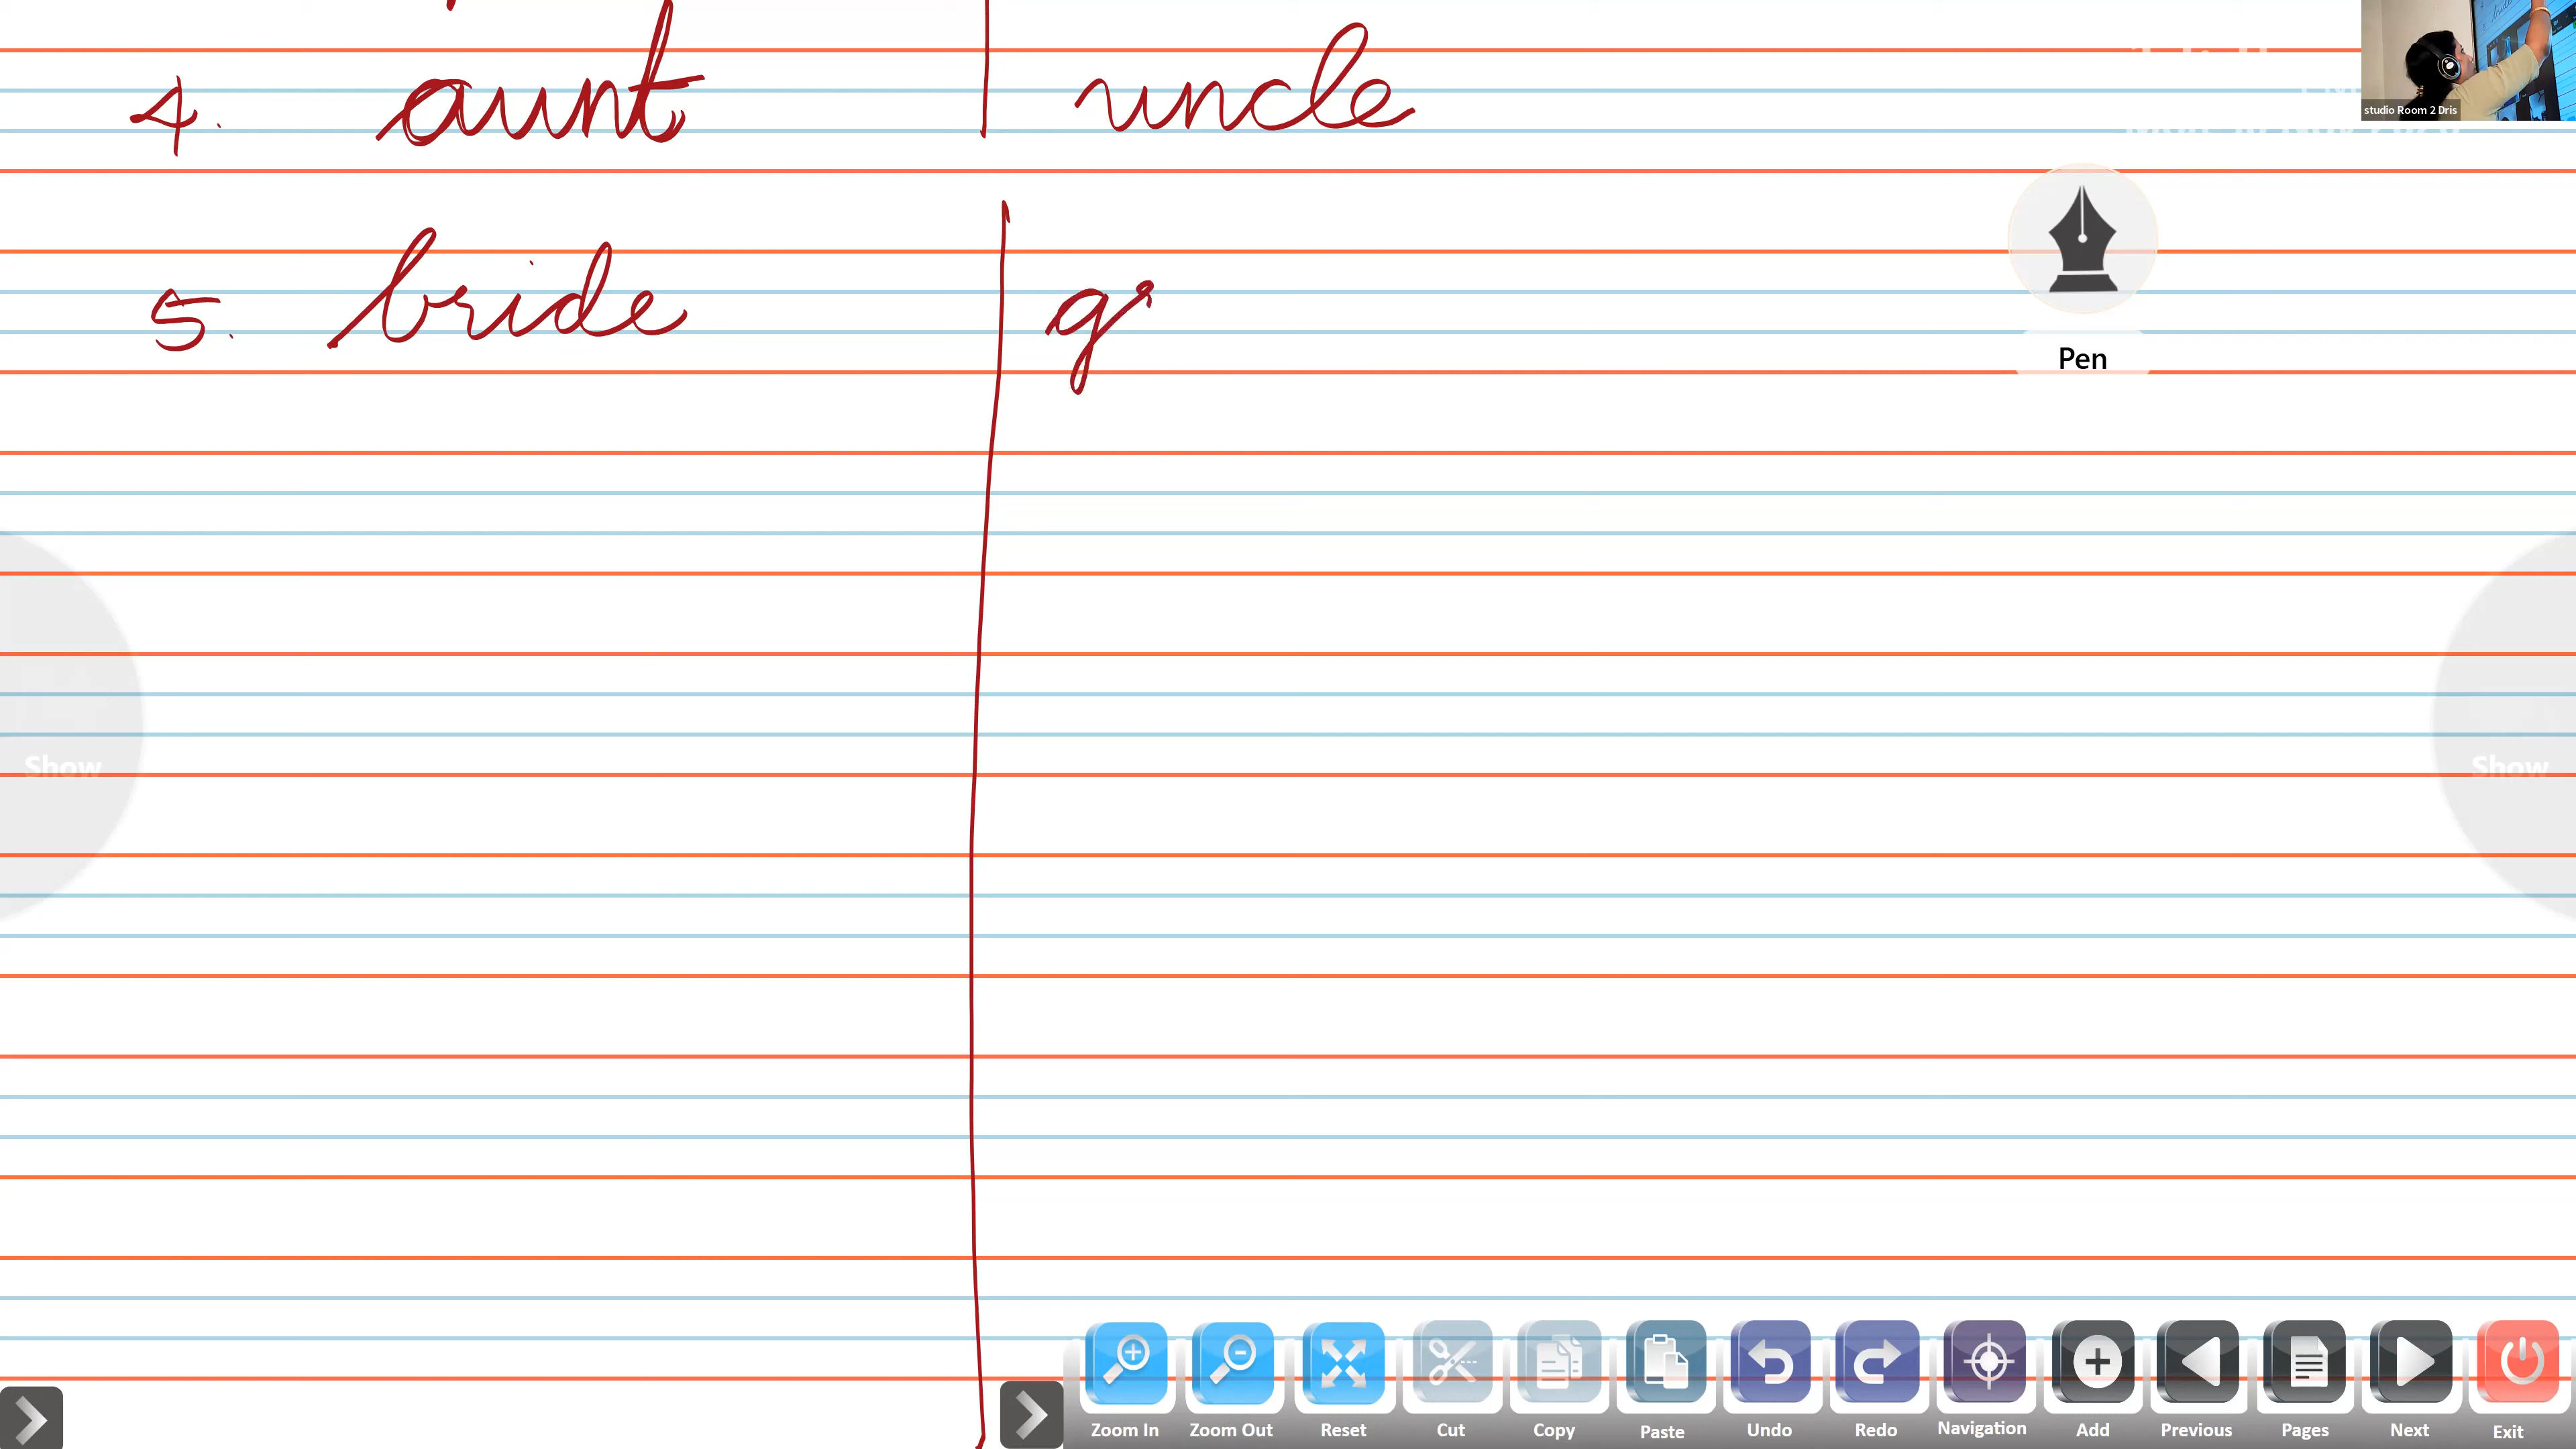 4. aunt uncle
studio Room 2 Dris
5. bride gr
Pen
Show Show
Zoom In Zoom Out Reset Cut Copy Paste Undo Redo Navigation Add Previous Pages Next Exit